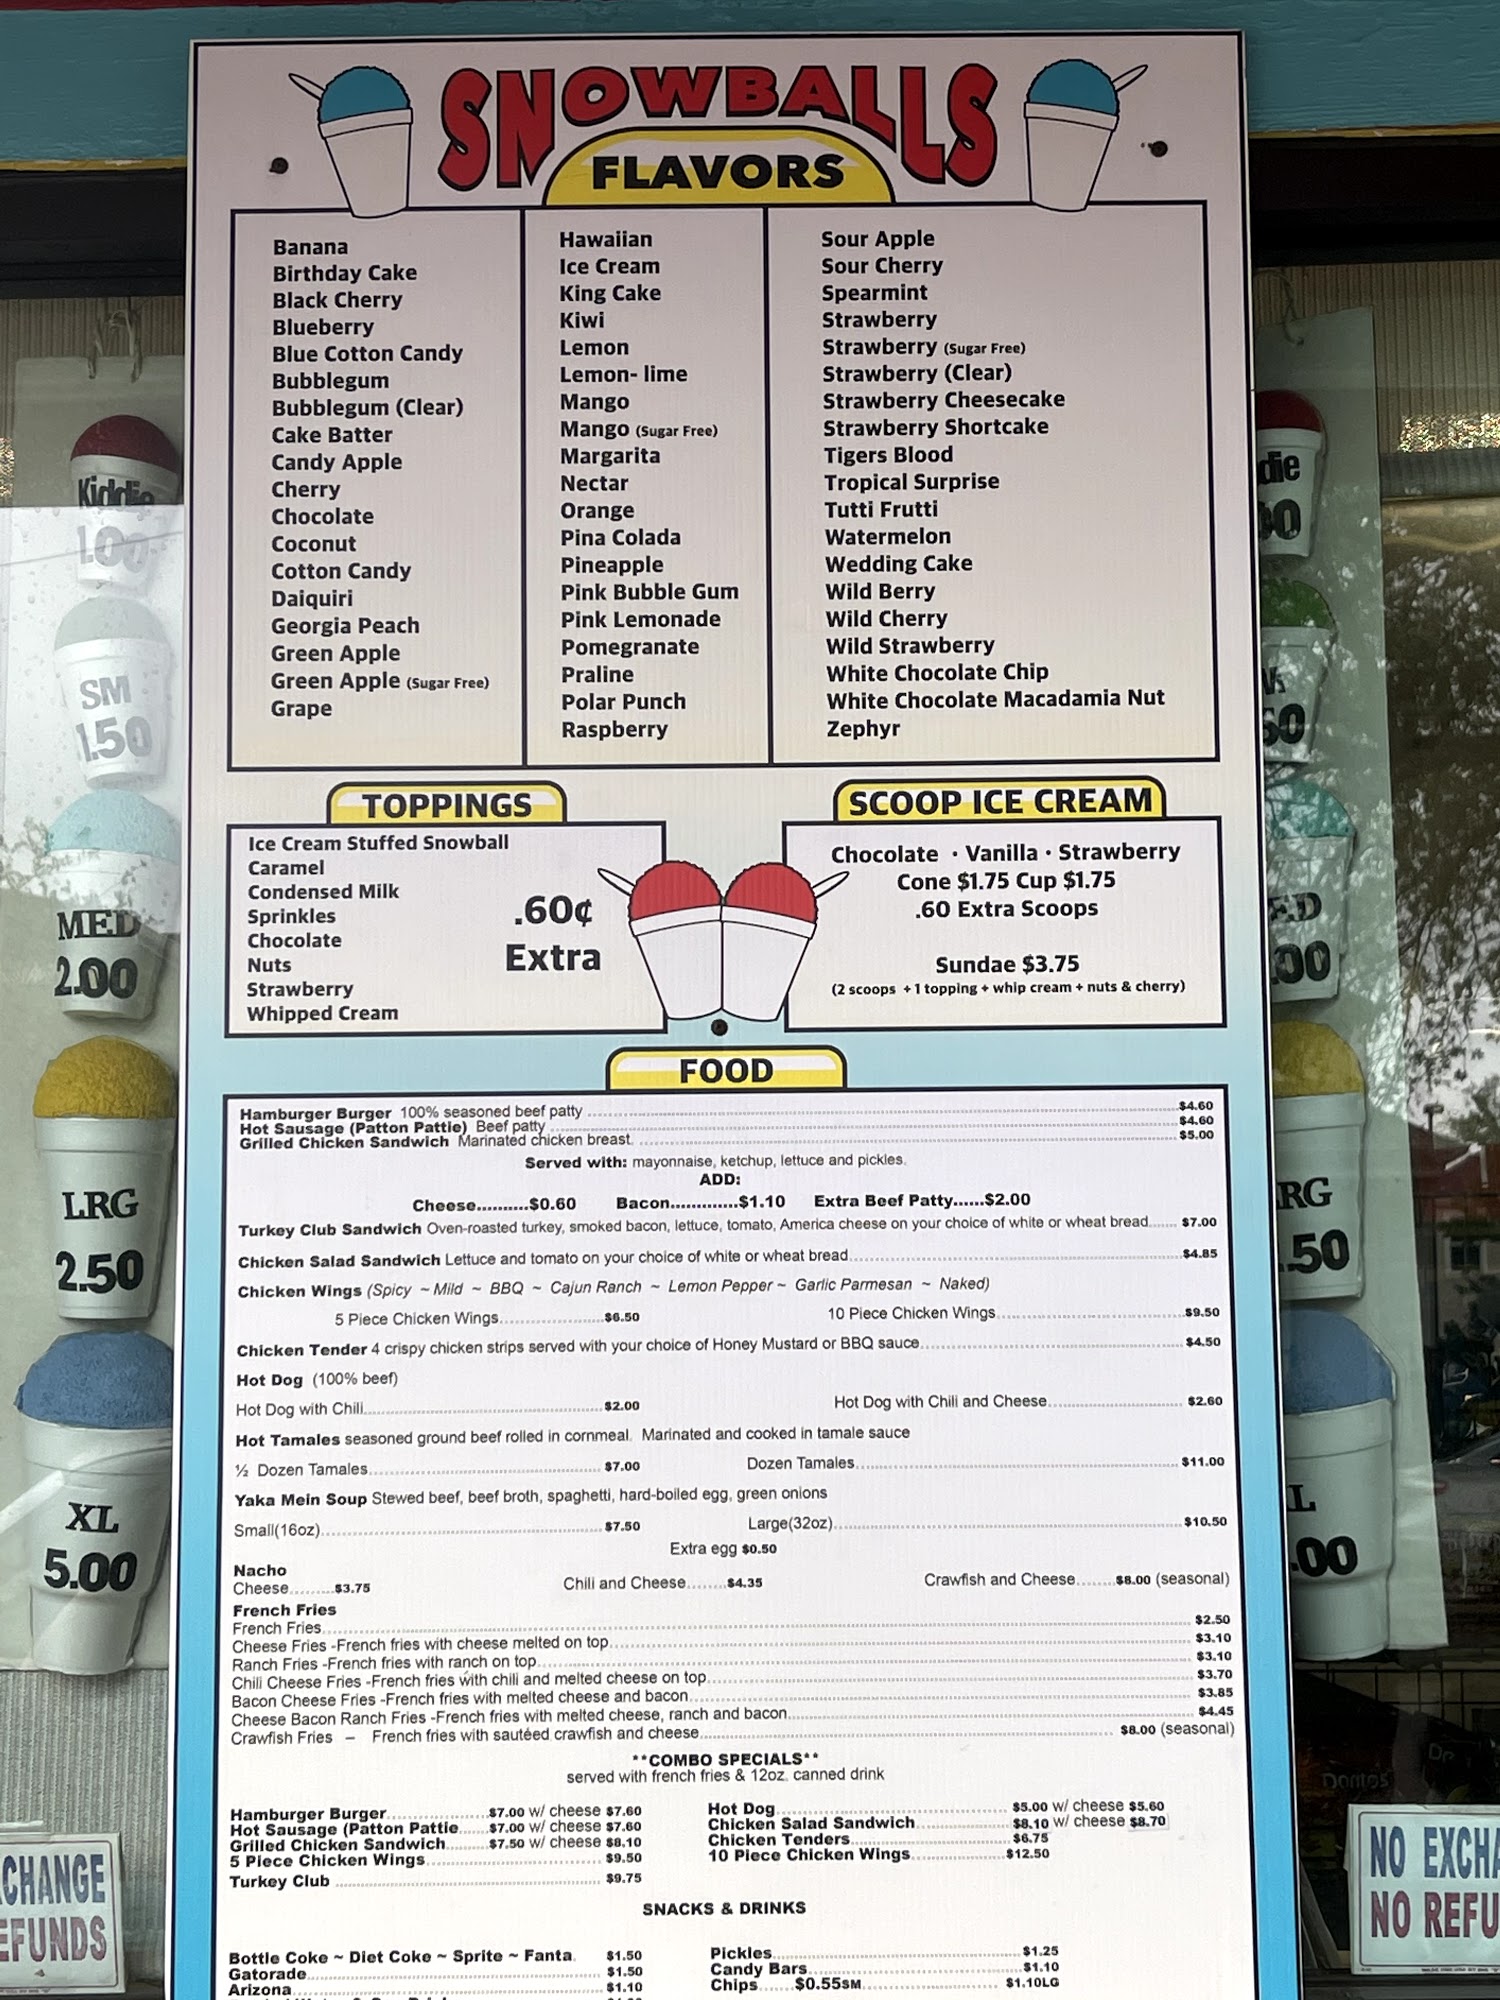 SNOWBALLS
FLAVORS
Banana
Birthday Cake
Black Cherry
Blueberry
Blue Cotton Candy
Bubblegum
Bubblegum (Clear)
Cake Batter
Candy Apple
Cherry
Chocolate
Coconut
Cotton Candy
Daiquiri
Georgia Peach
Green Apple
Green Apple (Sugar Free)
Grape
Hawaiian
Ice Cream
King Cake
Kiwi
Lemon
Lemon- lime
Mango
Mango (Sugar Free)
Margarita
Nectar
Orange
Pina Colada
Pineapple
Pink Bubble Gum
Pink Lemonade
Pomegranate
Praline
Polar Punch
Raspberry
Sour Apple
Sour Cherry
Spearmint
Strawberry
Strawberry (Sugar Free)
Strawberry (Clear)
Strawberry Cheesecake
Strawberry Shortcake
Tigers Blood
Tropical Surprise
Tutti Frutti
Watermelon
Wedding Cake
Wild Berry
Wild Cherry
Wild Strawberry
White Chocolate Chip
White Chocolate Macadamia Nut
Zephyr
TOPPINGS
Ice Cream Stuffed Snowball
Caramel
Condensed Milk
Sprinkles
Chocolate
Nuts
Strawberry
Whipped Cream
.60¢
Extra
SCOOP ICE CREAM
Chocolate · Vanilla · Strawberry
Cone $1.75 Cup $1.75
.60 Extra Scoops
Sundae $3.75
(2 scoops + 1 topping + whip cream + nuts & cherry)
FOOD
Hamburger Burger 100% seasoned beef patty $4.60
Hot Sausage (Patton Pattie) Beef patty $4.60
Grilled Chicken Sandwich Marinated chicken breast $5.00
Served with: mayonnaise, ketchup, lettuce and pickles.
ADD:
Cheese..........$0.60 Bacon.............$1.10 Extra Beef Patty......$2.00
Turkey Club Sandwich Oven-roasted turkey, smoked bacon, lettuce, tomato, America cheese on your choice of white or wheat bread...... $7.00
Chicken Salad Sandwich Lettuce and tomato on your choice of white or wheat bread $4.85
Chicken Wings (Spicy ~ Mild ~ BBQ ~ Cajun Ranch ~ Lemon Pepper ~ Garlic Parmesan ~ Naked)
5 Piece Chicken Wings $6.50 10 Piece Chicken Wings $9.50
Chicken Tender 4 crispy chicken strips served with your choice of Honey Mustard or BBQ sauce $4.50
Hot Dog (100% beef)
Hot Dog with Chili $2.00 Hot Dog with Chili and Cheese $2.60
Hot Tamales seasoned ground beef rolled in cornmeal. Marinated and cooked in tamale sauce
½ Dozen Tamales $7.00 Dozen Tamales $11.00
Yaka Mein Soup Stewed beef, beef broth, spaghetti, hard-boiled egg, green onions
Small(16oz) $7.50 Large(32oz) $10.50
Extra egg $0.50
Nacho
Cheese $3.75 Chili and Cheese $4.35 Crawfish and Cheese $8.00 (seasonal)
French Fries
French Fries $2.50
Cheese Fries -French fries with cheese melted on top $3.10
Ranch Fries -French fries with ranch on top $3.10
Chili Cheese Fries -French fries with chili and melted cheese on top $3.70
Bacon Cheese Fries -French fries with melted cheese and bacon $3.85
Cheese Bacon Ranch Fries -French fries with melted cheese, ranch and bacon $4.45
Crawfish Fries – French fries with sautéed crawfish and cheese $8.00 (seasonal)
**COMBO SPECIALS**
served with french fries & 12oz. canned drink
Hamburger Burger $7.00 w/ cheese $7.60
Hot Sausage (Patton Pattie $7.00 w/ cheese $7.60
Grilled Chicken Sandwich $7.50 w/ cheese $8.10
5 Piece Chicken Wings $9.50
Turkey Club $9.75
Hot Dog $5.00 w/ cheese $5.60
Chicken Salad Sandwich $8.10 w/ cheese $8.70
Chicken Tenders $6.75
10 Piece Chicken Wings $12.50
SNACKS & DRINKS
Bottle Coke ~ Diet Coke ~ Sprite ~ Fanta $1.50
Gatorade $1.50
Arizona $1.10
Pickles $1.25
Candy Bars $1.10
Chips $0.55SM $1.10LG
Kiddie
1.00
SM
1.50
MED
2.00
LRG
2.50
XL
5.00
die
00
50
ED
.00
RG
.50
L
.00
CHANGE
EFUNDS
Doritos
NO EXCHA
NO REFU